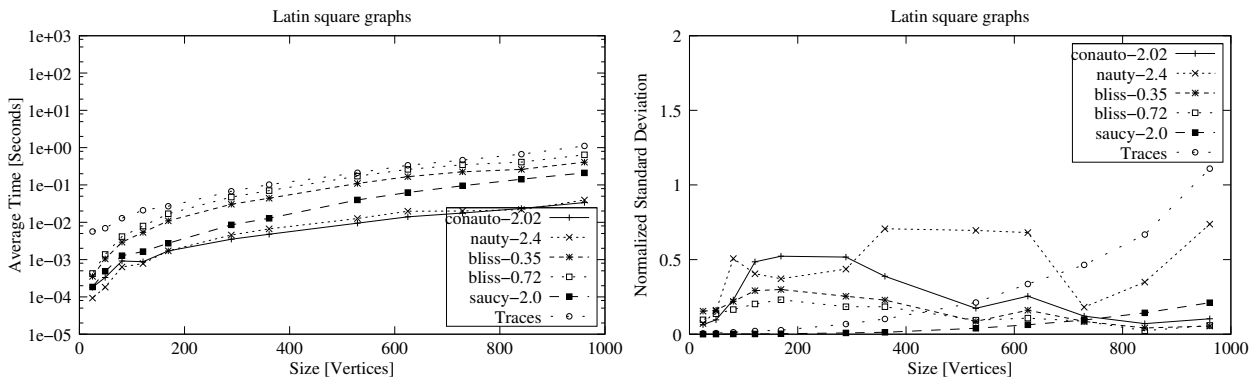 Latin square graphs
1e+03
1e+02
1e+01
1e+00
1e−01
1e−02
1e−03
1e−04
1e−05
Average Time [Seconds]
conauto−2.02
nauty−2.4
bliss−0.35
bliss−0.72
saucy−2.0
Traces
0 200 400 600 800 1000
Size [Vertices]
Latin square graphs
2
1.5
1
0.5
0
Normalized Standard Deviation
conauto−2.02
nauty−2.4
bliss−0.35
bliss−0.72
saucy−2.0
Traces
0 200 400 600 800 1000
Size [Vertices]